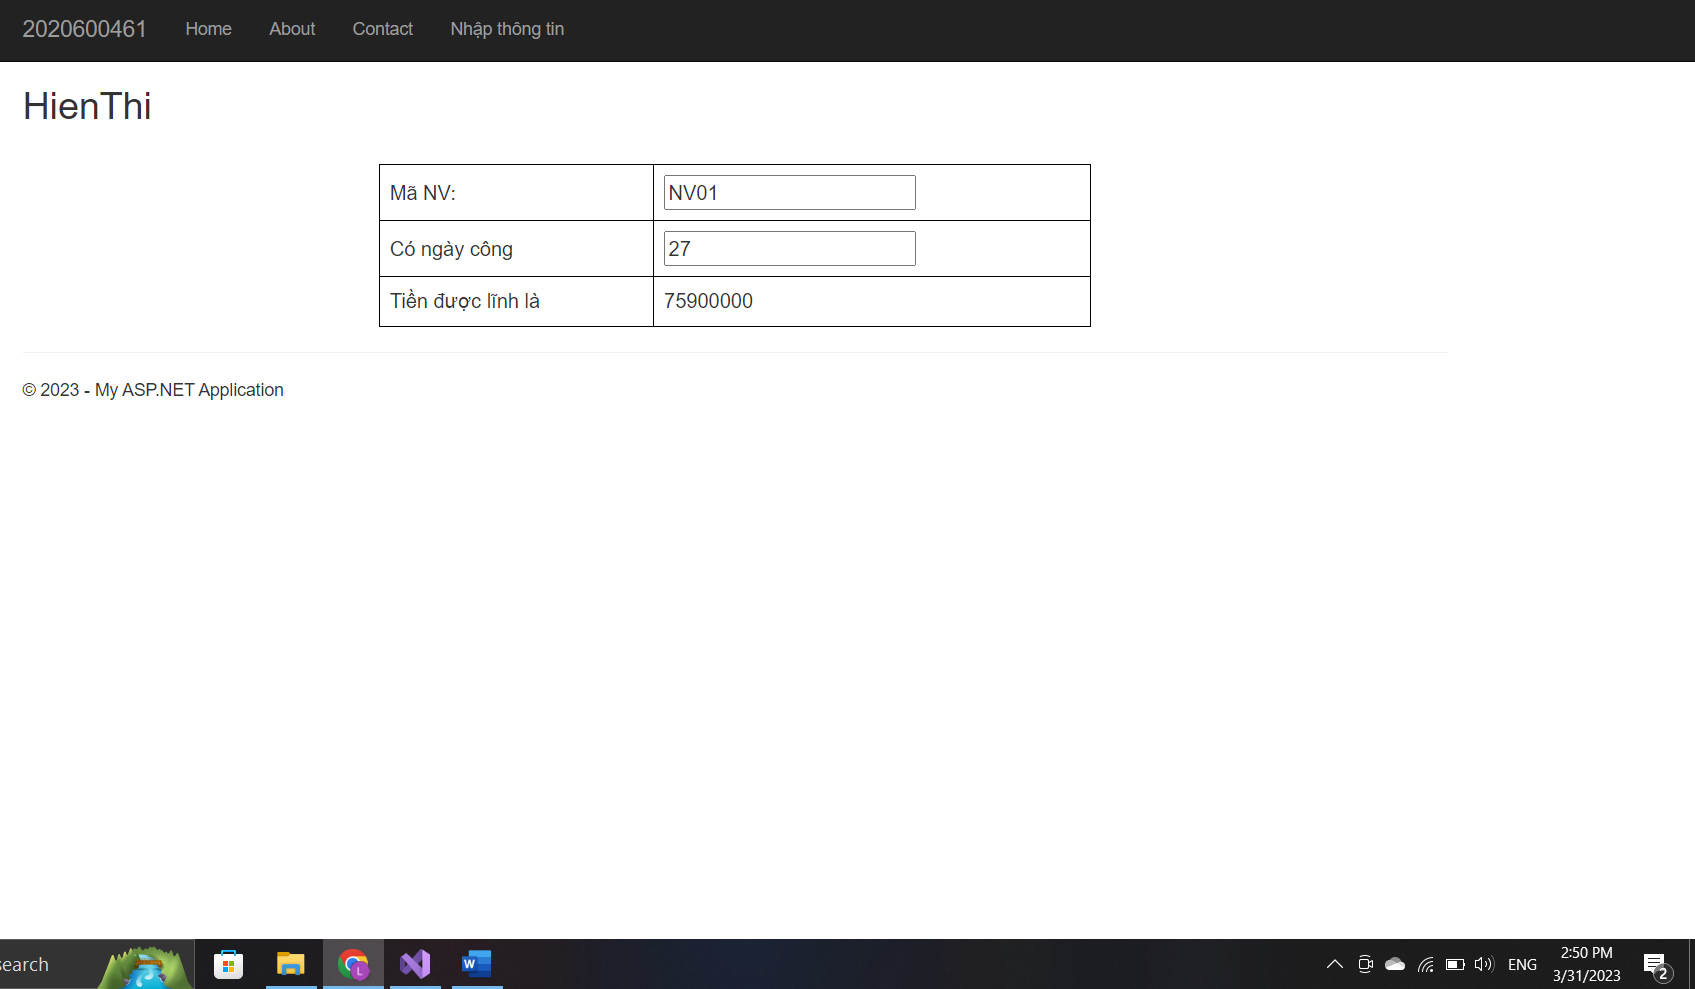 2020600461 Home About Contact Nhập thông tin
HienThi
Mã NV: NV01
Có ngày công 27
Tiền được lĩnh là 75900000
© 2023 - My ASP.NET Application
search
L
W
ENG
2:50 PM
3/31/2023
2